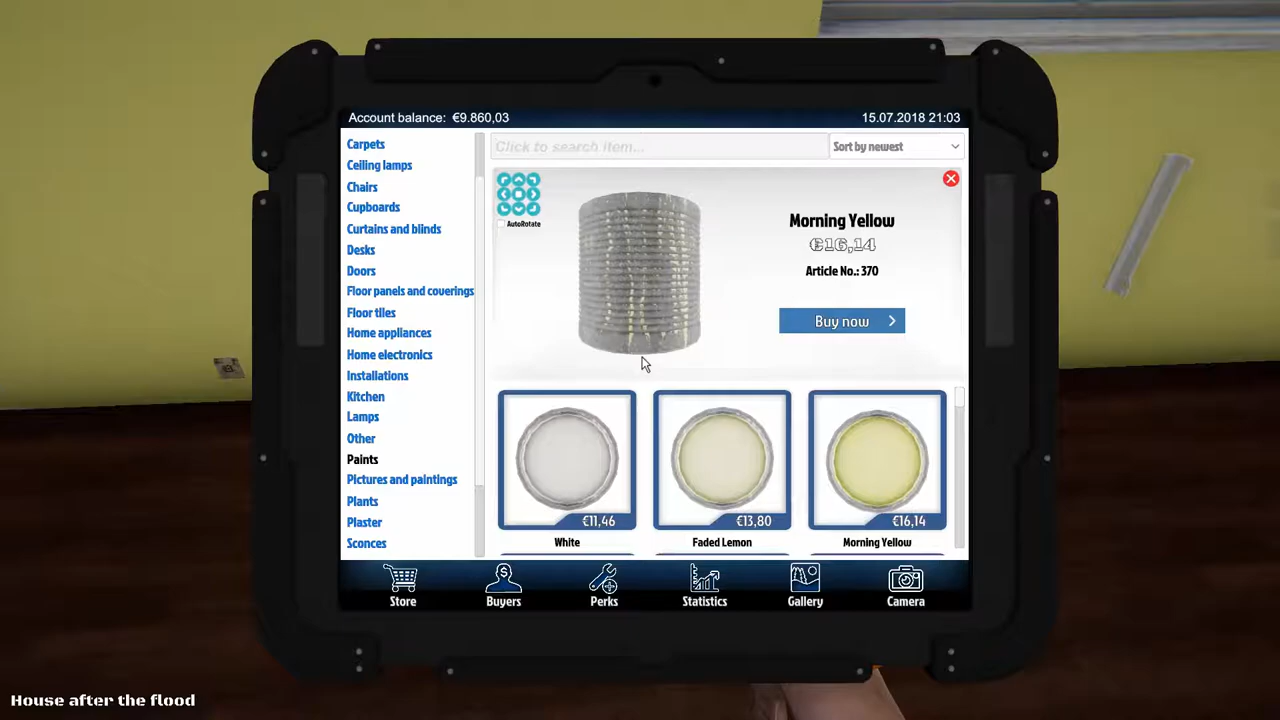 Account balance: €9.860,03
15.07.2018 21:03
Carpets
Ceiling lamps
Chairs
Cupboards
Curtains and blinds
Desks
Doors
Floor panels and coverings
Floor tiles
Home appliances
Home electronics
Installations
Kitchen
Lamps
Other
Paints
Pictures and paintings
Plants
Plaster
Sconces
Click to search item...
Sort by newest
AutoRotate
Morning Yellow
€16,14
Article No.: 370
Buy now
€11,46
€13,80
€16,14
White
Faded Lemon
Morning Yellow
Store
Buyers
Perks
Statistics
Gallery
Camera
House after the flood